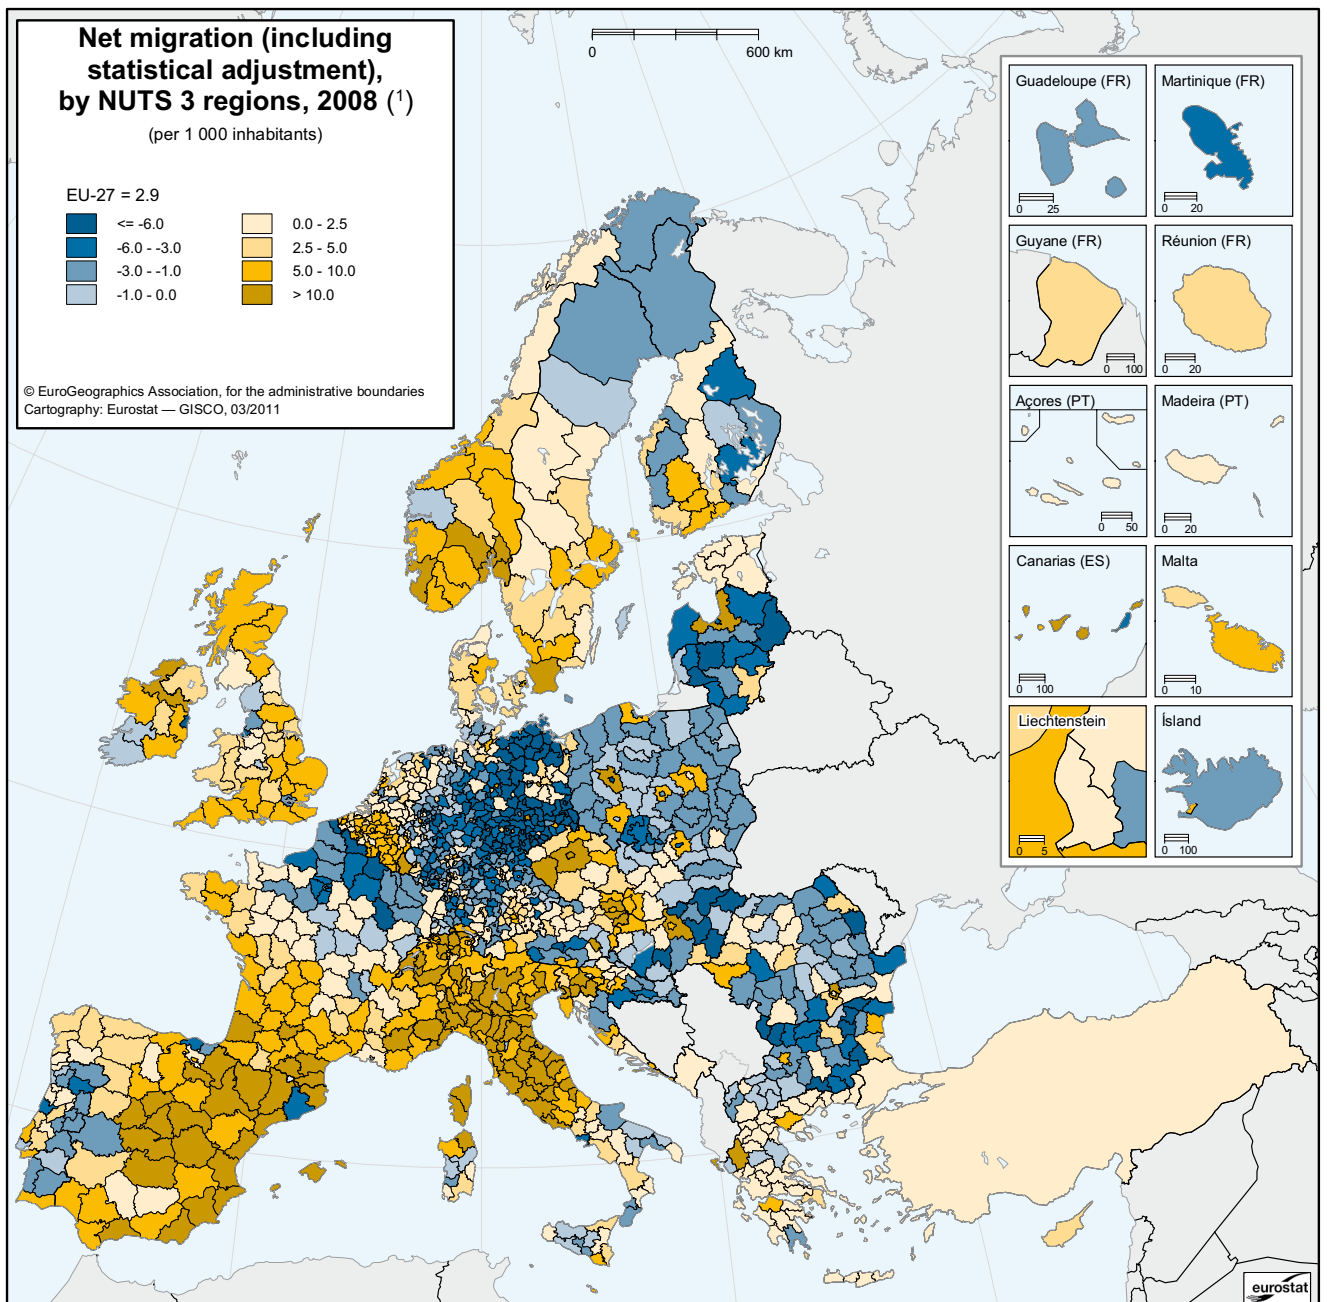 Net migration (including
statistical adjustment),
by NUTS 3 regions, 2008 (1)
(per 1 000 inhabitants)
EU-27 = 2.9
<= -6.0
-6.0 - -3.0
-3.0 - -1.0
-1.0 - 0.0
0.0 - 2.5
2.5 - 5.0
5.0 - 10.0
> 10.0
© EuroGeographics Association, for the administrative boundaries
Cartography: Eurostat — GISCO, 03/2011
0 600 km
Guadeloupe (FR)
0 25
Martinique (FR)
0 20
Guyane (FR)
0 100
Réunion (FR)
0 20
Açores (PT)
0 50
Madeira (PT)
0 20
Canarias (ES)
0 100
Malta
0 10
Liechtenstein
0 5
Ísland
0 100
eurostat